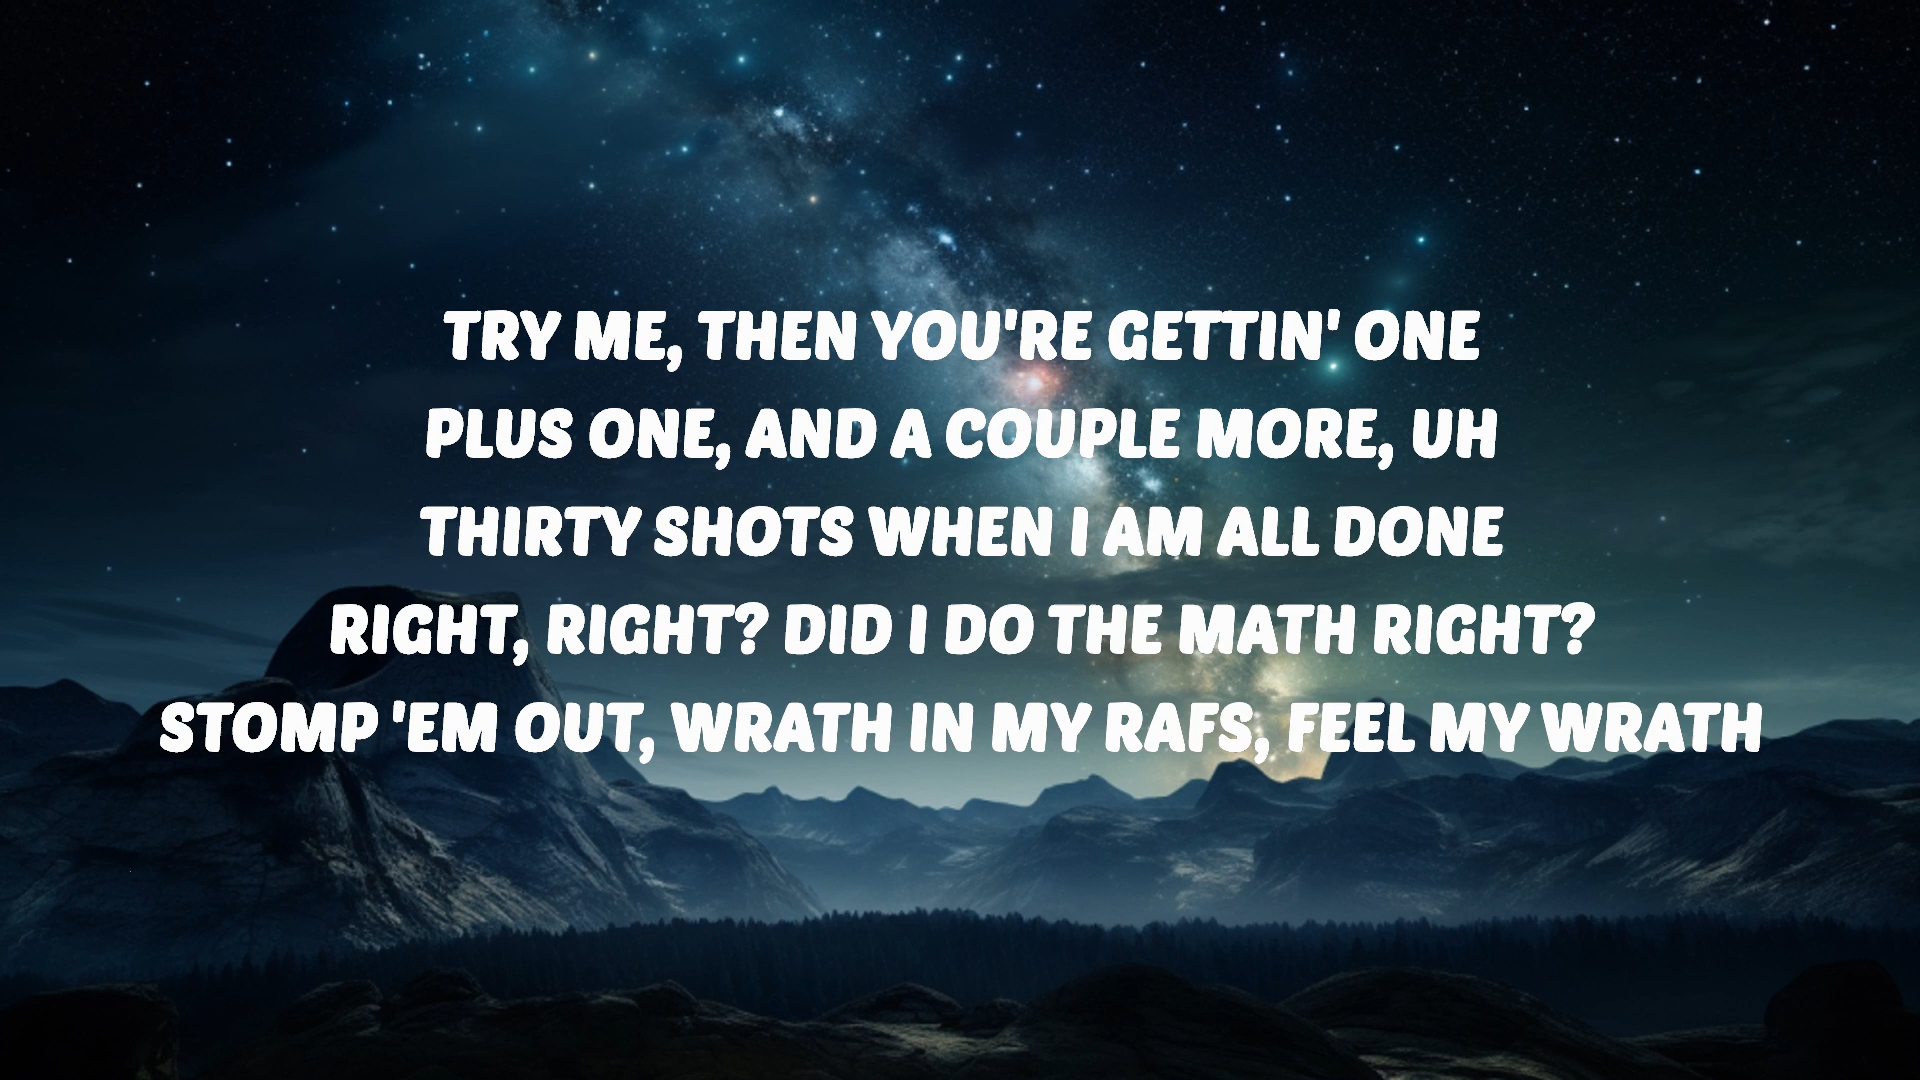 TRY ME, THEN YOU'RE GETTIN' ONE
PLUS ONE, AND A COUPLE MORE, UH
THIRTY SHOTS WHEN I AM ALL DONE
RIGHT, RIGHT? DID I DO THE MATH RIGHT?
STOMP 'EM OUT, WRATH IN MY RAFS, FEEL MY WRATH